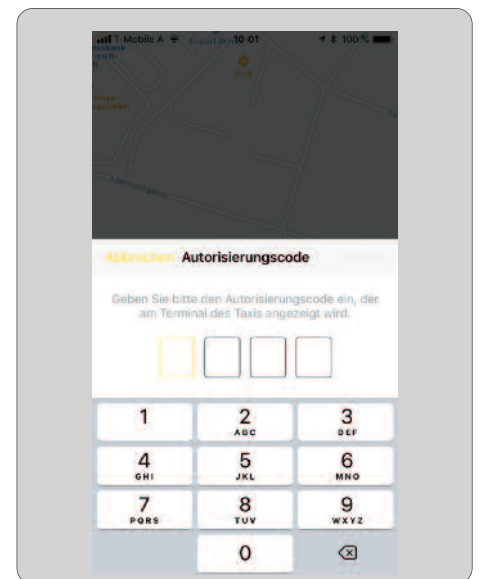 T-Mobile A 10:01 100 %
Abbrechen Autorisierungscode
Geben Sie bitte den Autorisierungscode ein, der
am Terminal des Taxis angezeigt wird.
1 2 3
ABC DEF
4 5 6
GHI JKL MNO
7 8 9
PQRS TUV WXYZ
0